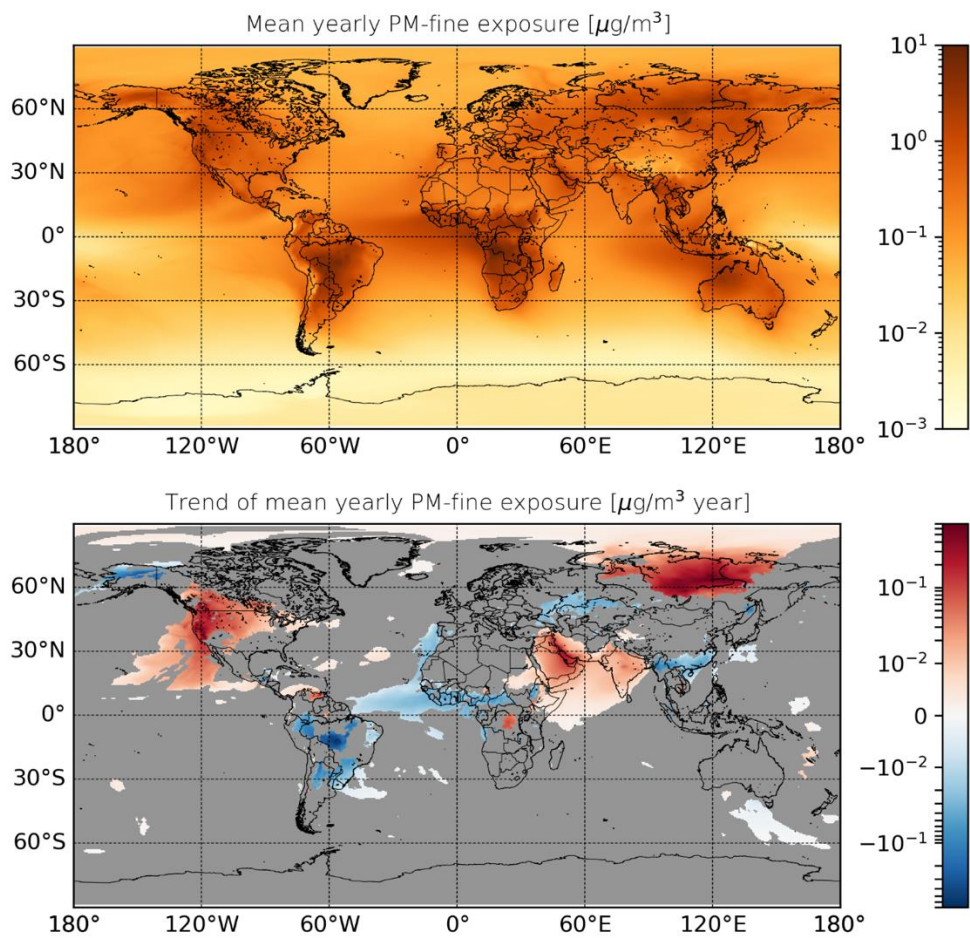 Mean yearly PM-fine exposure [μg/m³]
60°N
30°N
0°
30°S
60°S
180° 120°W 60°W 0° 60°E 120°E 180°
10¹
10⁰
10⁻¹
10⁻²
10⁻³
Trend of mean yearly PM-fine exposure [μg/m³ year]
60°N
30°N
0°
30°S
60°S
180° 120°W 60°W 0° 60°E 120°E 180°
10⁻¹
10⁻²
0
−10⁻²
−10⁻¹